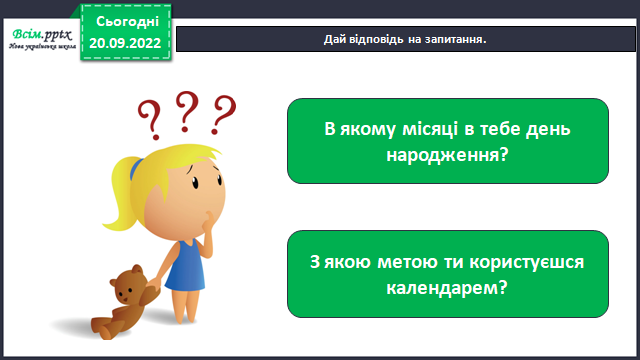 Всім.pptx
Нова українська школа
Сьогодні
20.09.2022
Дай відповідь на запитання.
? ? ?
В якому місяці в тебе день
народження?
З якою метою ти користуєшся
календарем?